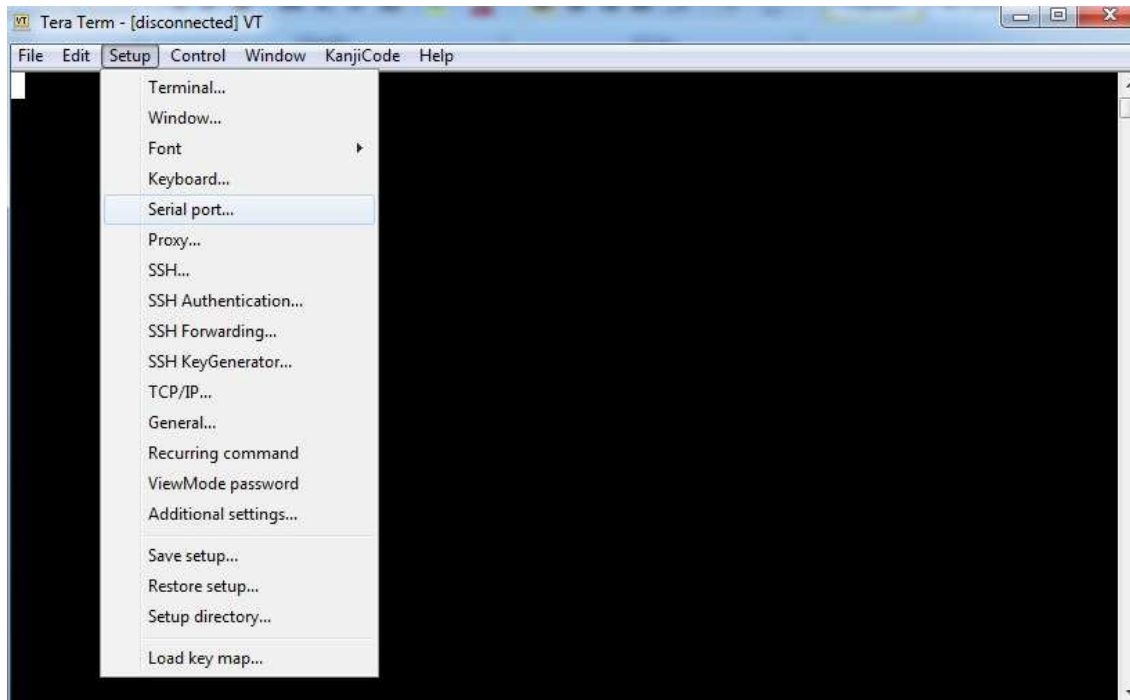 VT Tera Term - [disconnected] VT
File Edit Setup Control Window KanjiCode Help
Terminal...
Window...
Font
Keyboard...
Serial port...
Proxy...
SSH...
SSH Authentication...
SSH Forwarding...
SSH KeyGenerator...
TCP/IP...
General...
Recurring command
ViewMode password
Additional settings...
Save setup...
Restore setup...
Setup directory...
Load key map...